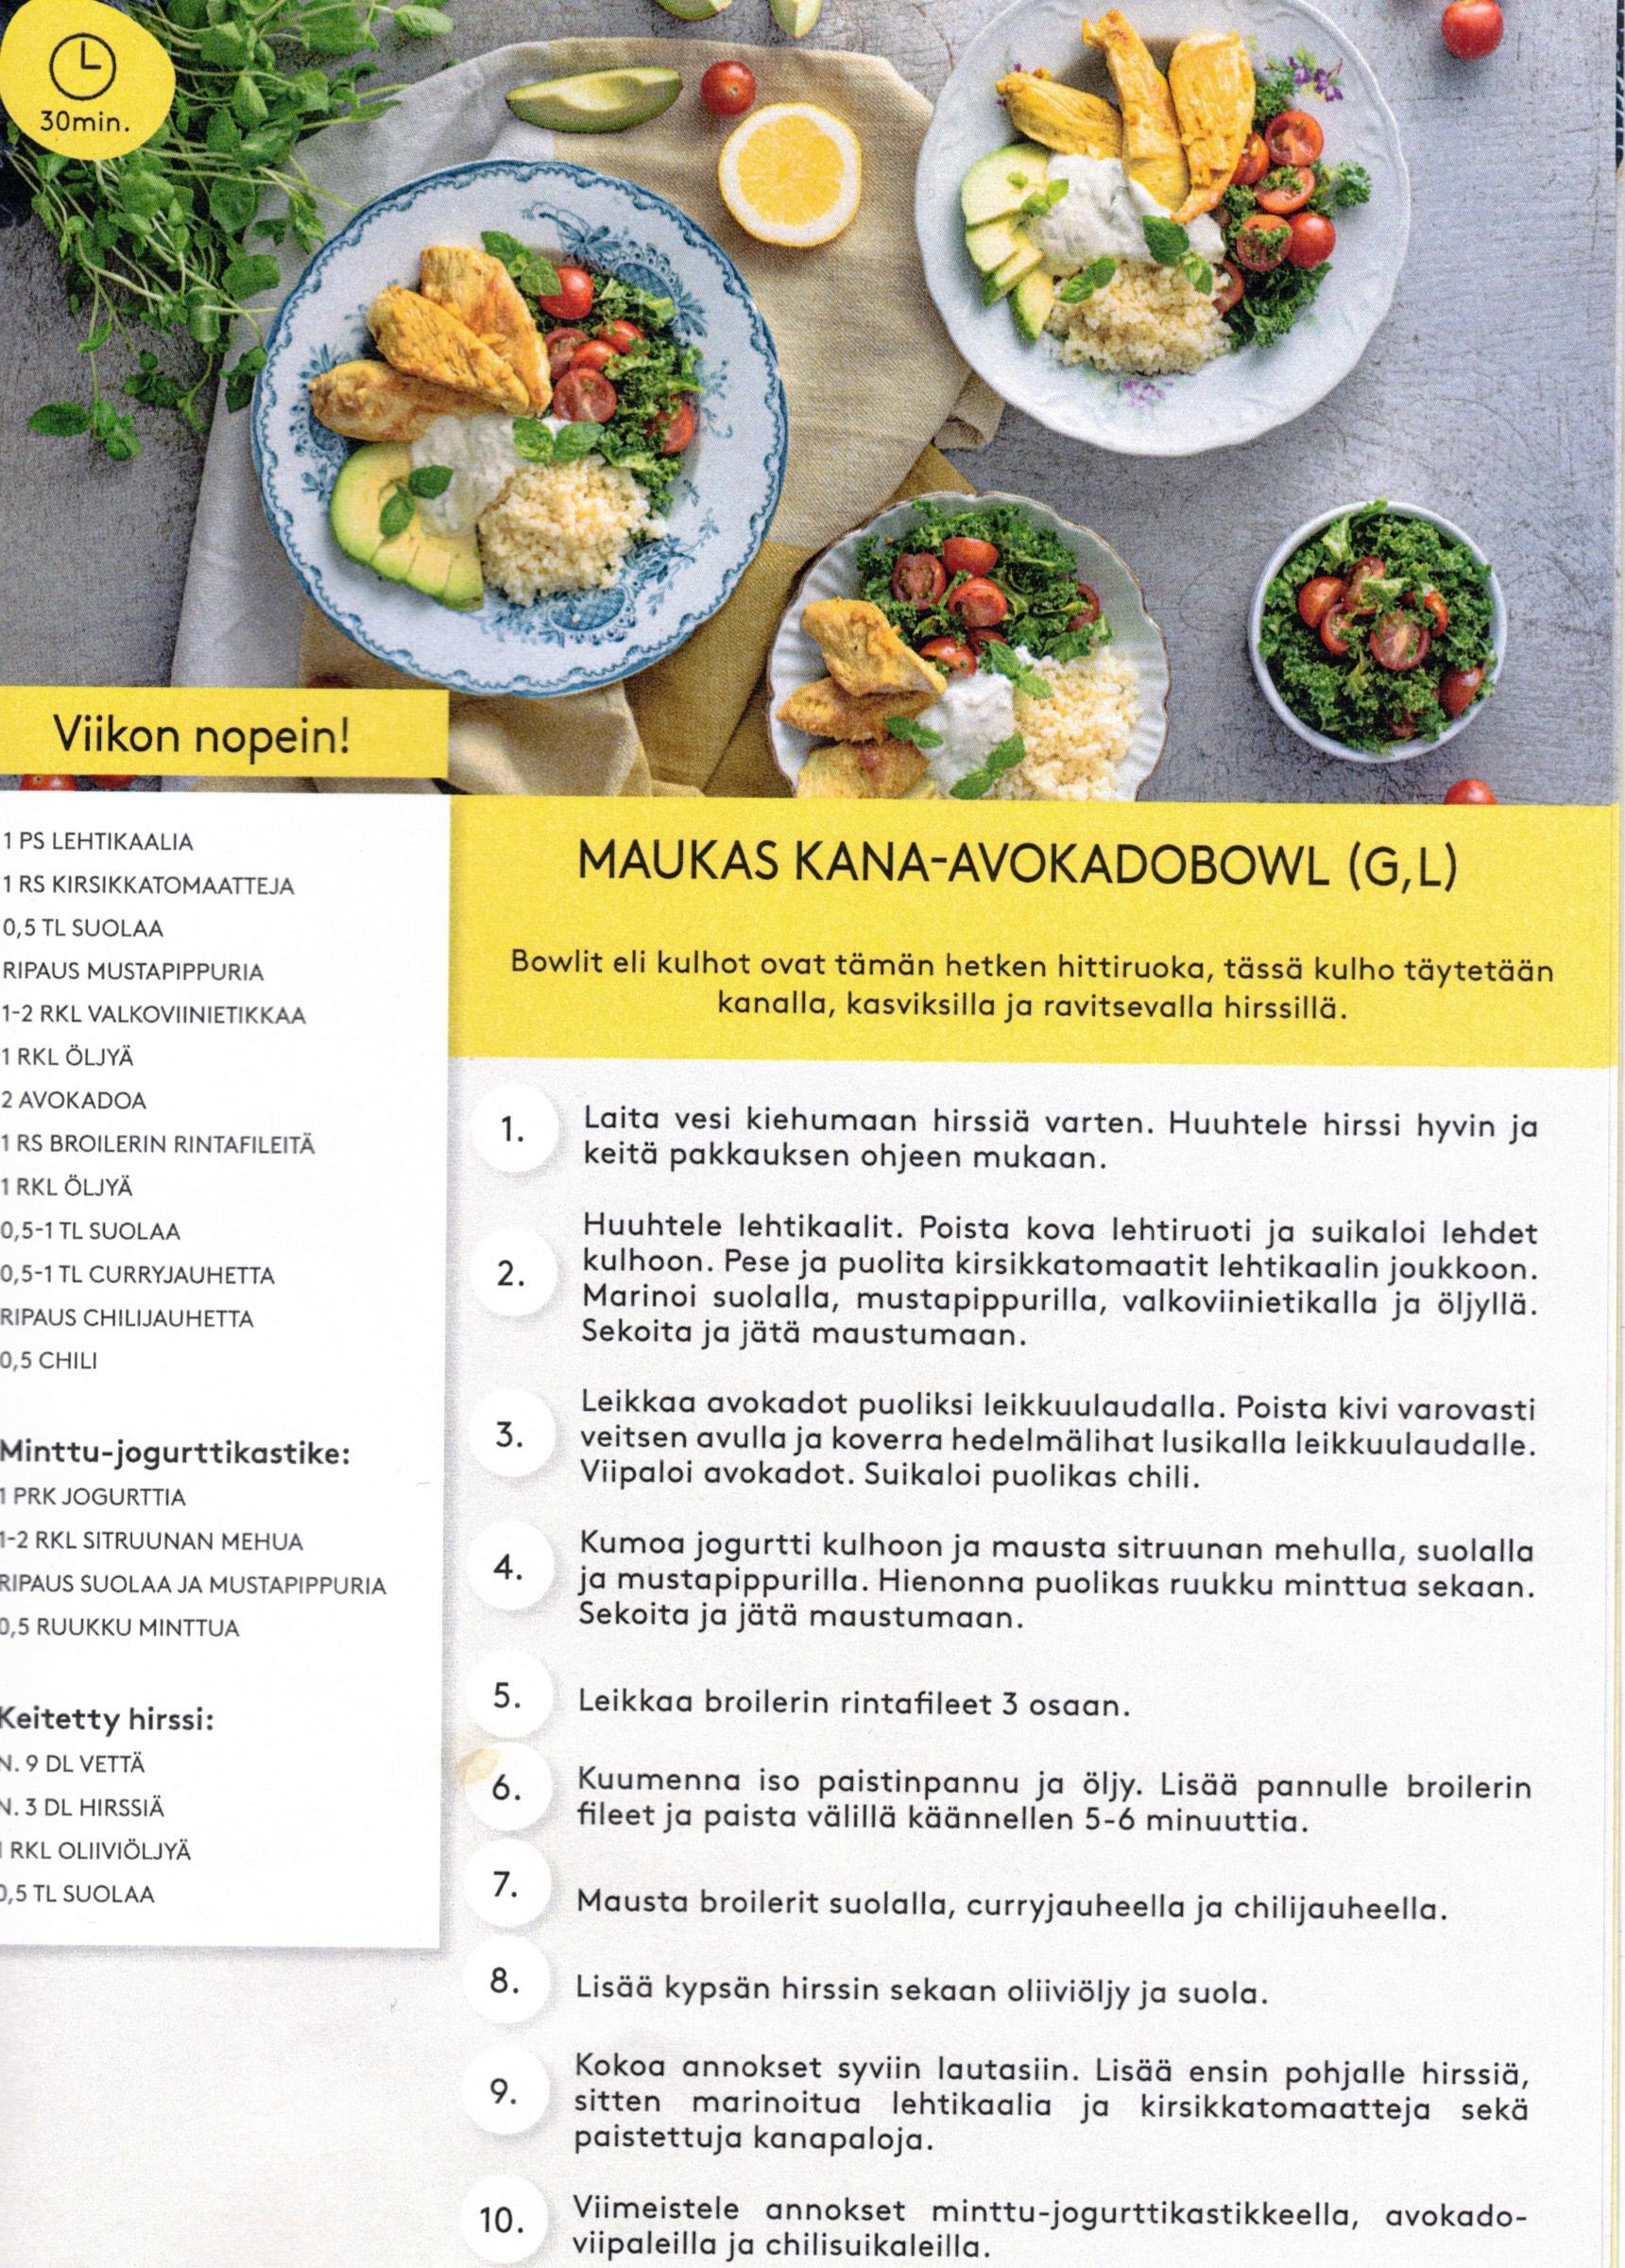 30min.
Viikon nopein!
1 PS LEHTIKAALIA
1 RS KIRSIKKATOMAATTEJA
0,5 TL SUOLAA
RIPAUS MUSTAPIPPURIA
1-2 RKL VALKOVIINIETIKKAA
1 RKL ÖLJYÄ
2 AVOKADOA
1 RS BROILERIN RINTAFILEITÄ
1 RKL ÖLJYÄ
0,5-1 TL SUOLAA
0,5-1 TL CURRYJAUHETTA
RIPAUS CHILIJAUHETTA
0,5 CHILI
Minttu-jogurttikastike:
1 PRK JOGURTTIA
1-2 RKL SITRUUNAN MEHUA
RIPAUS SUOLAA JA MUSTAPIPPURIA
0,5 RUUKKU MINTTUA
Keitetty hirssi:
N. 9 DL VETTÄ
N. 3 DL HIRSSIÄ
1 RKL OLIIVIÖLJYÄ
0,5 TL SUOLAA
MAUKAS KANA-AVOKADOBOWL (G,L)
Bowlit eli kulhot ovat tämän hetken hittiruoka, tässä kulho täytetään
kanalla, kasviksilla ja ravitsevalla hirssillä.
1. Laita vesi kiehumaan hirssiä varten. Huuhtele hirssi hyvin ja
keitä pakkauksen ohjeen mukaan.
2. Huuhtele lehtikaalit. Poista kova lehtiruoti ja suikaloi lehdet
kulhoon. Pese ja puolita kirsikkatomaatit lehtikaalin joukkoon.
Marinoi suolalla, mustapippurilla, valkoviinietikalla ja öljyllä.
Sekoita ja jätä maustumaan.
3. Leikkaa avokadot puoliksi leikkuulaudalla. Poista kivi varovasti
veitsen avulla ja koverra hedelmälihat lusikalla leikkuulaudalle.
Viipaloi avokadot. Suikaloi puolikas chili.
4. Kumoa jogurtti kulhoon ja mausta sitruunan mehulla, suolalla
ja mustapippurilla. Hienonna puolikas ruukku minttua sekaan.
Sekoita ja jätä maustumaan.
5. Leikkaa broilerin rintafileet 3 osaan.
6. Kuumenna iso paistinpannu ja öljy. Lisää pannulle broilerin
fileet ja paista välillä käännellen 5-6 minuuttia.
7. Mausta broilerit suolalla, curryjauheella ja chilijauheella.
8. Lisää kypsän hirssin sekaan oliiviöljy ja suola.
9. Kokoa annokset syviin lautasiin. Lisää ensin pohjalle hirssiä,
sitten marinoitua lehtikaalia ja kirsikkatomaatteja sekä
paistettuja kanapaloja.
10. Viimeistele annokset minttu-jogurttikastikkeella, avokado-
viipaleilla ja chilisuikaleilla.